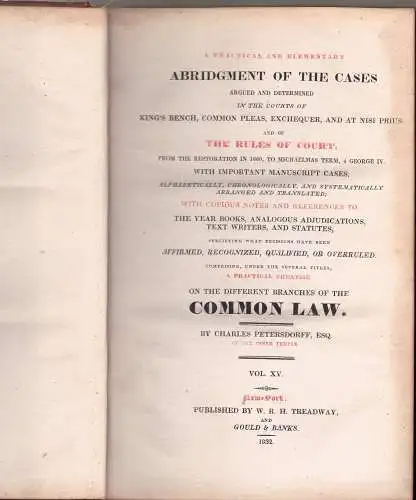 A PRACTICAL AND ELEMENTARY
ABRIDGMENT OF THE CASES
ARGUED AND DETERMINED
IN THE COURTS OF
KING'S BENCH, COMMON PLEAS, EXCHEQUER, AND AT NISI PRIUS
AND OF
THE RULES OF COURT,
FROM THE RESTORATION IN 1660, TO MICHAELMAS TERM, 4 GEORGE IV.
WITH IMPORTANT MANUSCRIPT CASES;
ALPHABETICALLY, CHRONOLOGICALLY, AND SYSTEMATICALLY
ARRANGED AND TRANSLATED;
WITH COPIOUS NOTES AND REFERENCES TO
THE YEAR BOOKS, ANALOGOUS ADJUDICATIONS,
TEXT WRITERS, AND STATUTES,
SPECIFYING WHAT DECISIONS HAVE BEEN
AFFIRMED, RECOGNIZED, QUALIFIED, OR OVERRULED.
COMPRISING, UNDER THE SEVERAL TITLES,
A PRACTICAL TREATISE
ON THE DIFFERENT BRANCHES OF THE
COMMON LAW.
BY CHARLES PETERSDORFF, ESQ.
OF THE INNER TEMPLE
VOL. XV.
New-York.
PUBLISHED BY W. R. H. TREADWAY,
AND
GOULD & BANKS.
1832.